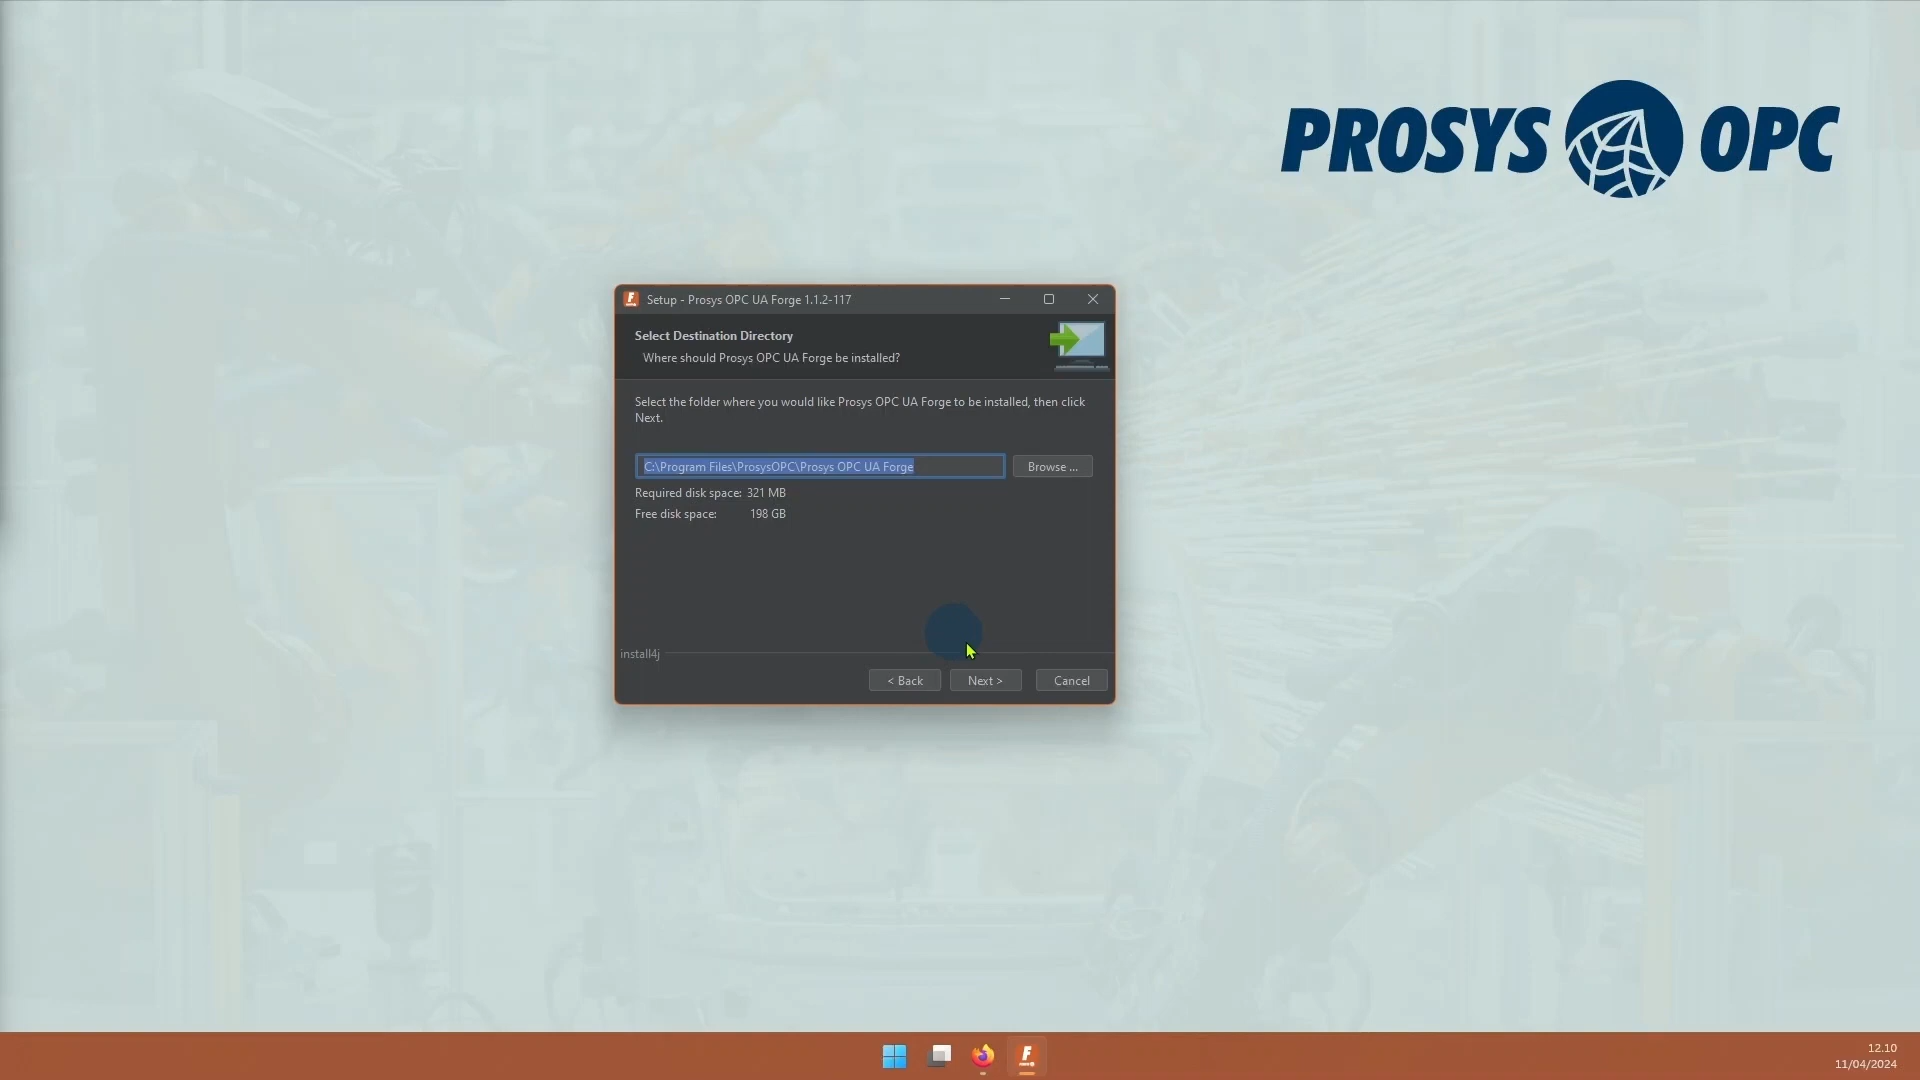 PROSYS OPC
Setup - Prosys OPC UA Forge 1.1.2-117
Select Destination Directory
Where should Prosys OPC UA Forge be installed?
Select the folder where you would like Prosys OPC UA Forge to be installed, then click
Next.
C:\Program Files\ProsysOPC\Prosys OPC UA Forge
Browse ...
Required disk space: 321 MB
Free disk space: 198 GB
install4j
< Back
Next >
Cancel
12.10
11/04/2024